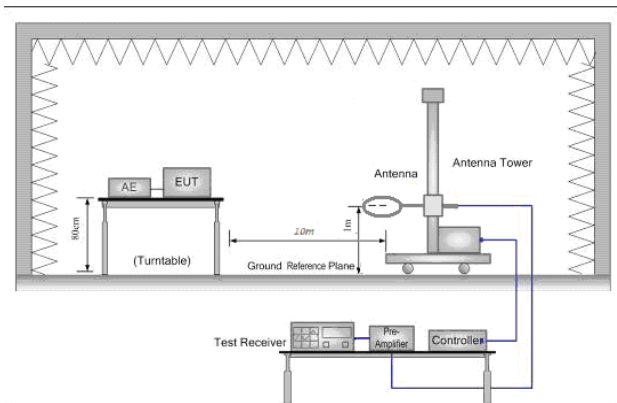 AE
EUT
80cm
(Turntable)
10m
Antenna
Antenna Tower
1m
Ground Reference Plane
Test Receiver
Pre-
Amplifier
Controller